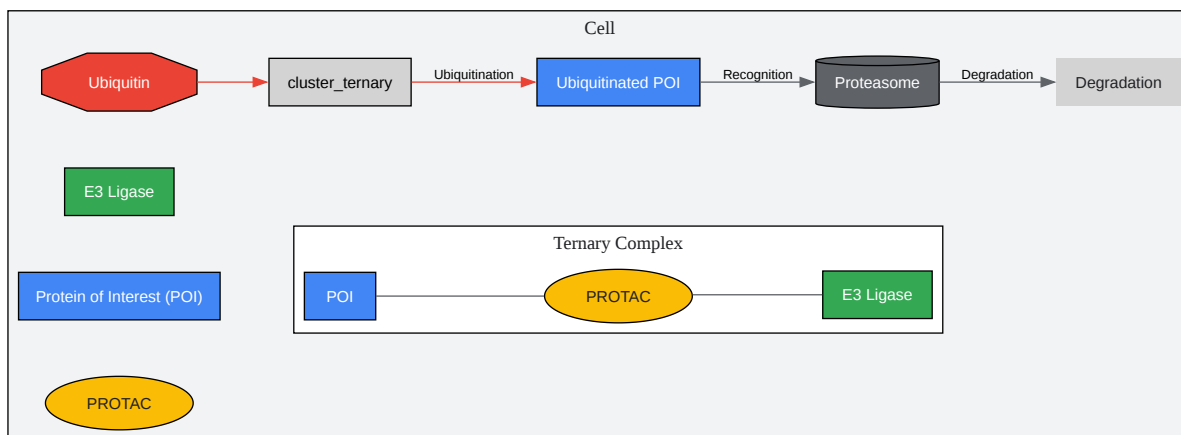 Cell
Ubiquitin
cluster_ternary
Ubiquitination
Ubiquitinated POI
Recognition
Proteasome
Degradation
Degradation
E3 Ligase
Ternary Complex
Protein of Interest (POI)
POI
PROTAC
E3 Ligase
PROTAC